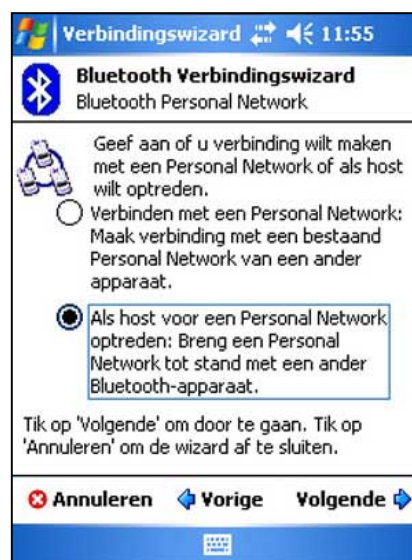 Verbindingswizard 11:55
Bluetooth Verbindingswizard
Bluetooth Personal Network
Geef aan of u verbinding wilt maken
met een Personal Network of als host
wilt optreden.
Verbinden met een Personal Network:
Maak verbinding met een bestaand
Personal Network van een ander
apparaat.
Als host voor een Personal Network
optreden: Breng een Personal
Network tot stand met een ander
Bluetooth-apparaat.
Tik op 'Volgende' om door te gaan. Tik op
'Annuleren' om de wizard af te sluiten.
Annuleren Vorige Volgende